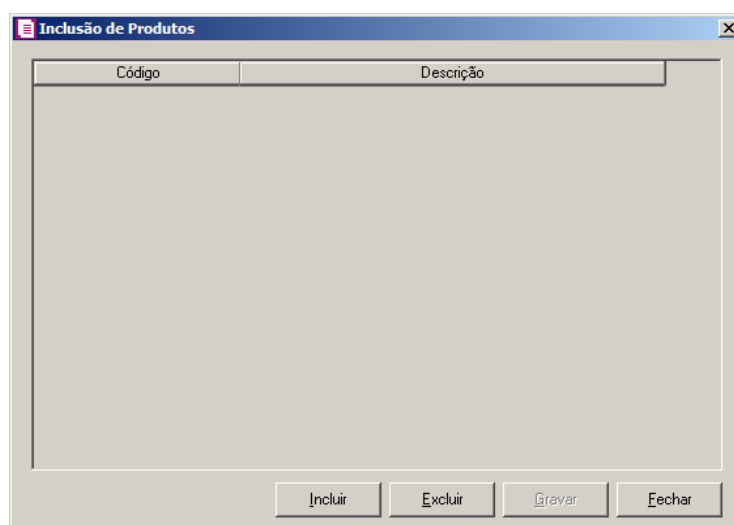 Inclusão de Produtos
Código Descrição
Incluir Excluir Gravar Fechar